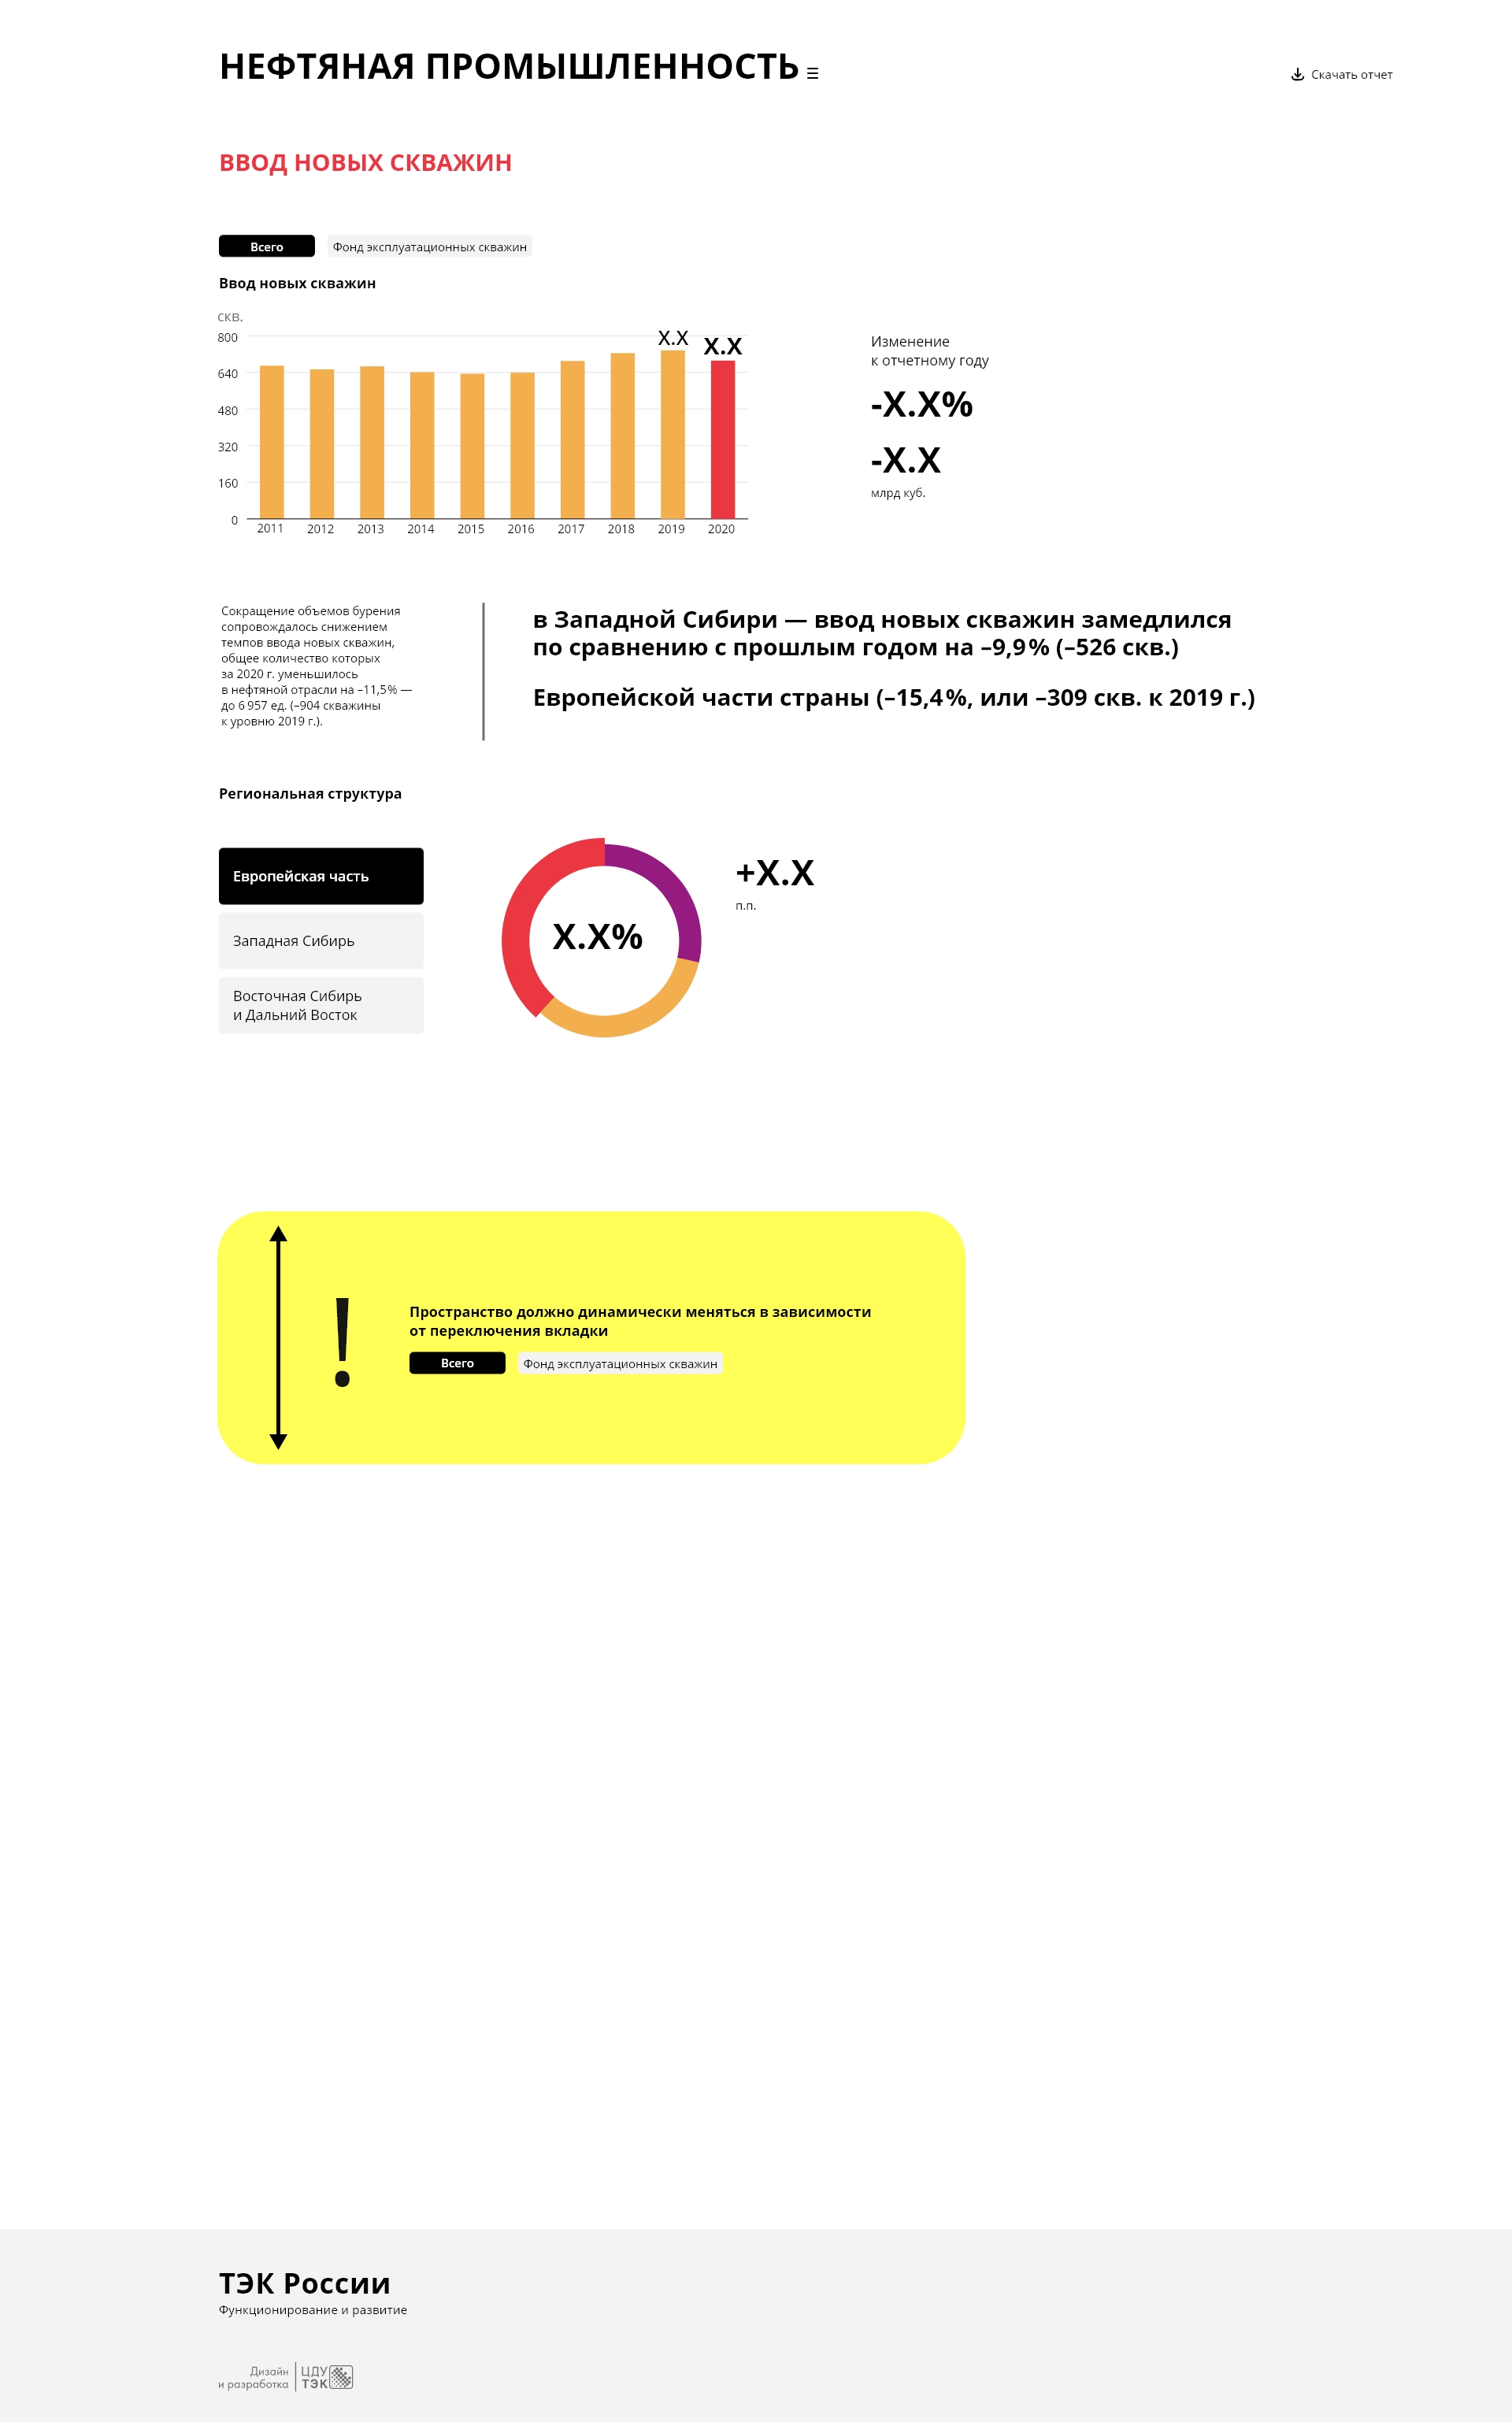 НЕФТЯНАЯ ПРОМЫШЛЕННОСТЬ
Скачать отчет
ВВОД НОВЫХ СКВАЖИН
Всего
Фонд эксплуатационных скважин
Ввод новых скважин
скв.
800
640
480
320
160
0
X.X
X.X
2011 2012 2013 2014 2015 2016 2017 2018 2019 2020
Изменение
к отчетному году
-X.X%
-X.X
млрд куб.
Сокращение объемов бурения
сопровождалось снижением
темпов ввода новых скважин,
общее количество которых
за 2020 г. уменьшилось
в нефтяной отрасли на –11,5% —
до 6 957 ед. (–904 скважины
к уровню 2019 г.).
в Западной Сибири — ввод новых скважин замедлился
по сравнению с прошлым годом на –9,9% (–526 скв.)
Европейской части страны (–15,4%, или –309 скв. к 2019 г.)
Региональная структура
Европейская часть
Западная Сибирь
Восточная Сибирь
и Дальний Восток
X.X%
+X.X
п.п.
!
Пространство должно динамически меняться в зависимости
от переключения вкладки
Всего
Фонд эксплуатационных скважин
ТЭК России
Функционирование и развитие
Дизайн
и разработка
ЦДУ
ТЭК